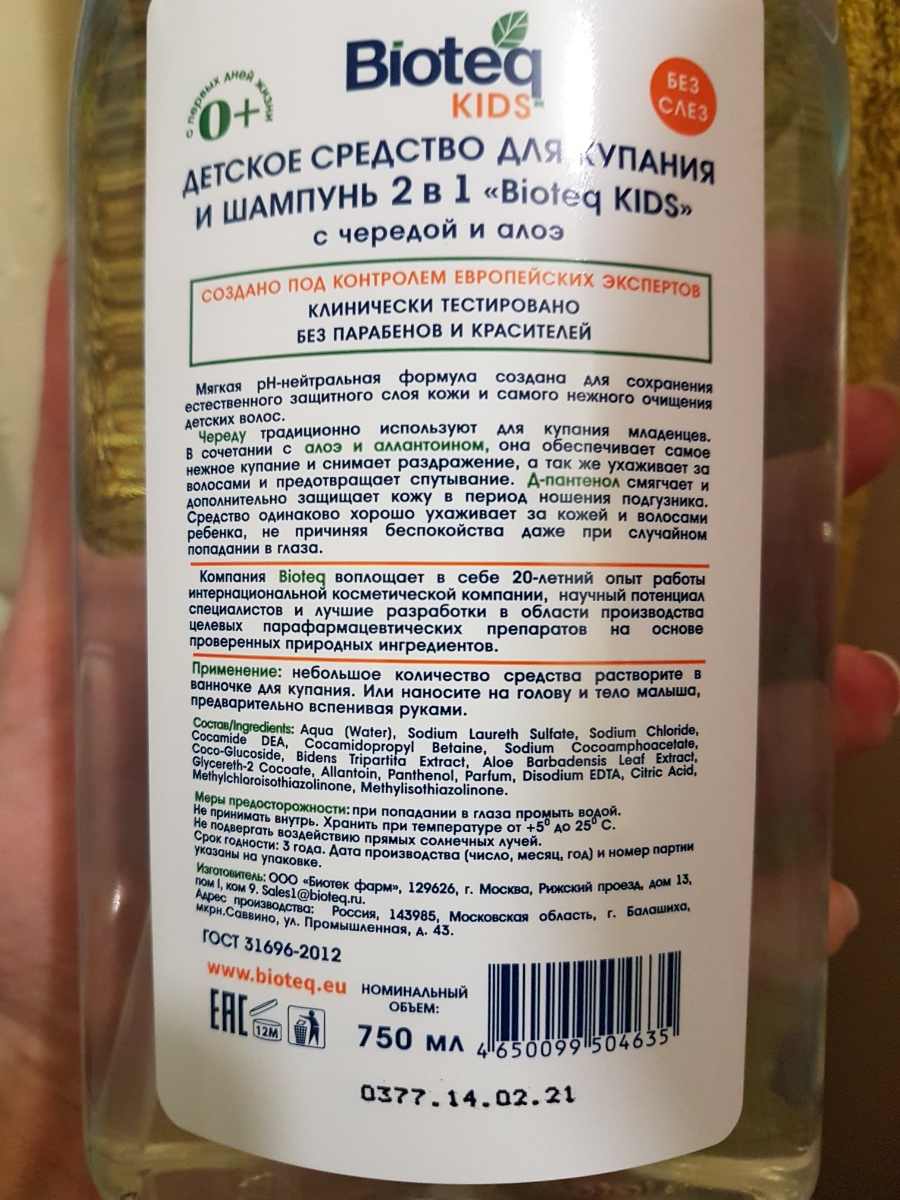 Bioteq
KIDS
с первых дней жизни
0+
БЕЗ
СЛЕЗ
ДЕТСКОЕ СРЕДСТВО ДЛЯ КУПАНИЯ
И ШАМПУНЬ 2 в 1 «Bioteq KIDS»
с чередой и алоэ
СОЗДАНО ПОД КОНТРОЛЕМ ЕВРОПЕЙСКИХ ЭКСПЕРТОВ
КЛИНИЧЕСКИ ТЕСТИРОВАНО
БЕЗ ПАРАБЕНОВ И КРАСИТЕЛЕЙ
Мягкая pH-нейтральная формула создана для сохранения
естественного защитного слоя кожи и самого нежного очищения
детских волос.
Череду традиционно используют для купания младенцев.
В сочетании с алоэ и аллантоином, она обеспечивает самое
нежное купание и снимает раздражение, а так же ухаживает за
волосами и предотвращает спутывание. Д-пантенол смягчает и
дополнительно защищает кожу в период ношения подгузника.
Средство одинаково хорошо ухаживает за кожей и волосами
ребенка, не причиняя беспокойства даже при случайном
попадании в глаза.
Компания Bioteq воплощает в себе 20-летний опыт работы
интернациональной косметической компании, научный потенциал
специалистов и лучшие разработки в области производства
целевых парафармацевтических препаратов на основе
проверенных природных ингредиентов.
Применение: небольшое количество средства растворите в
ванночке для купания. Или наносите на голову и тело малыша,
предварительно вспенивая руками.
Состав/Ingredients: Aqua (Water), Sodium Laureth Sulfate, Sodium Chloride,
Cocamide DEA, Cocamidopropyl Betaine, Sodium Cocoamphoacetate,
Coco-Glucoside, Bidens Tripartita Extract, Aloe Barbadensis Leaf Extract,
Glycereth-2 Cocoate, Allantoin, Panthenol, Parfum, Disodium EDTA, Citric Acid,
Methylchloroisothiazolinone, Methylisothiazolinone.
Меры предосторожности: при попадании в глаза промыть водой.
Не принимать внутрь. Хранить при температуре от +5⁰ до 25⁰ С.
Не подвергать воздействию прямых солнечных лучей.
Срок годности: 3 года. Дата производства (число, месяц, год) и номер партии
указаны на упаковке.
Изготовитель: ООО «Биотек фарм», 129626, г. Москва, Рижский проезд, дом 13,
пом I, ком 9. Sales1@bioteq.ru.
Адрес производства: Россия, 143985, Московская область, г. Балашиха,
мкрн.Саввино, ул. Промышленная, д. 43.
ГОСТ 31696-2012
www.bioteq.eu
EAC
12М
НОМИНАЛЬНЫЙ
ОБЪЕМ:
750 мл
4 650099 504635
0377.14.02.21